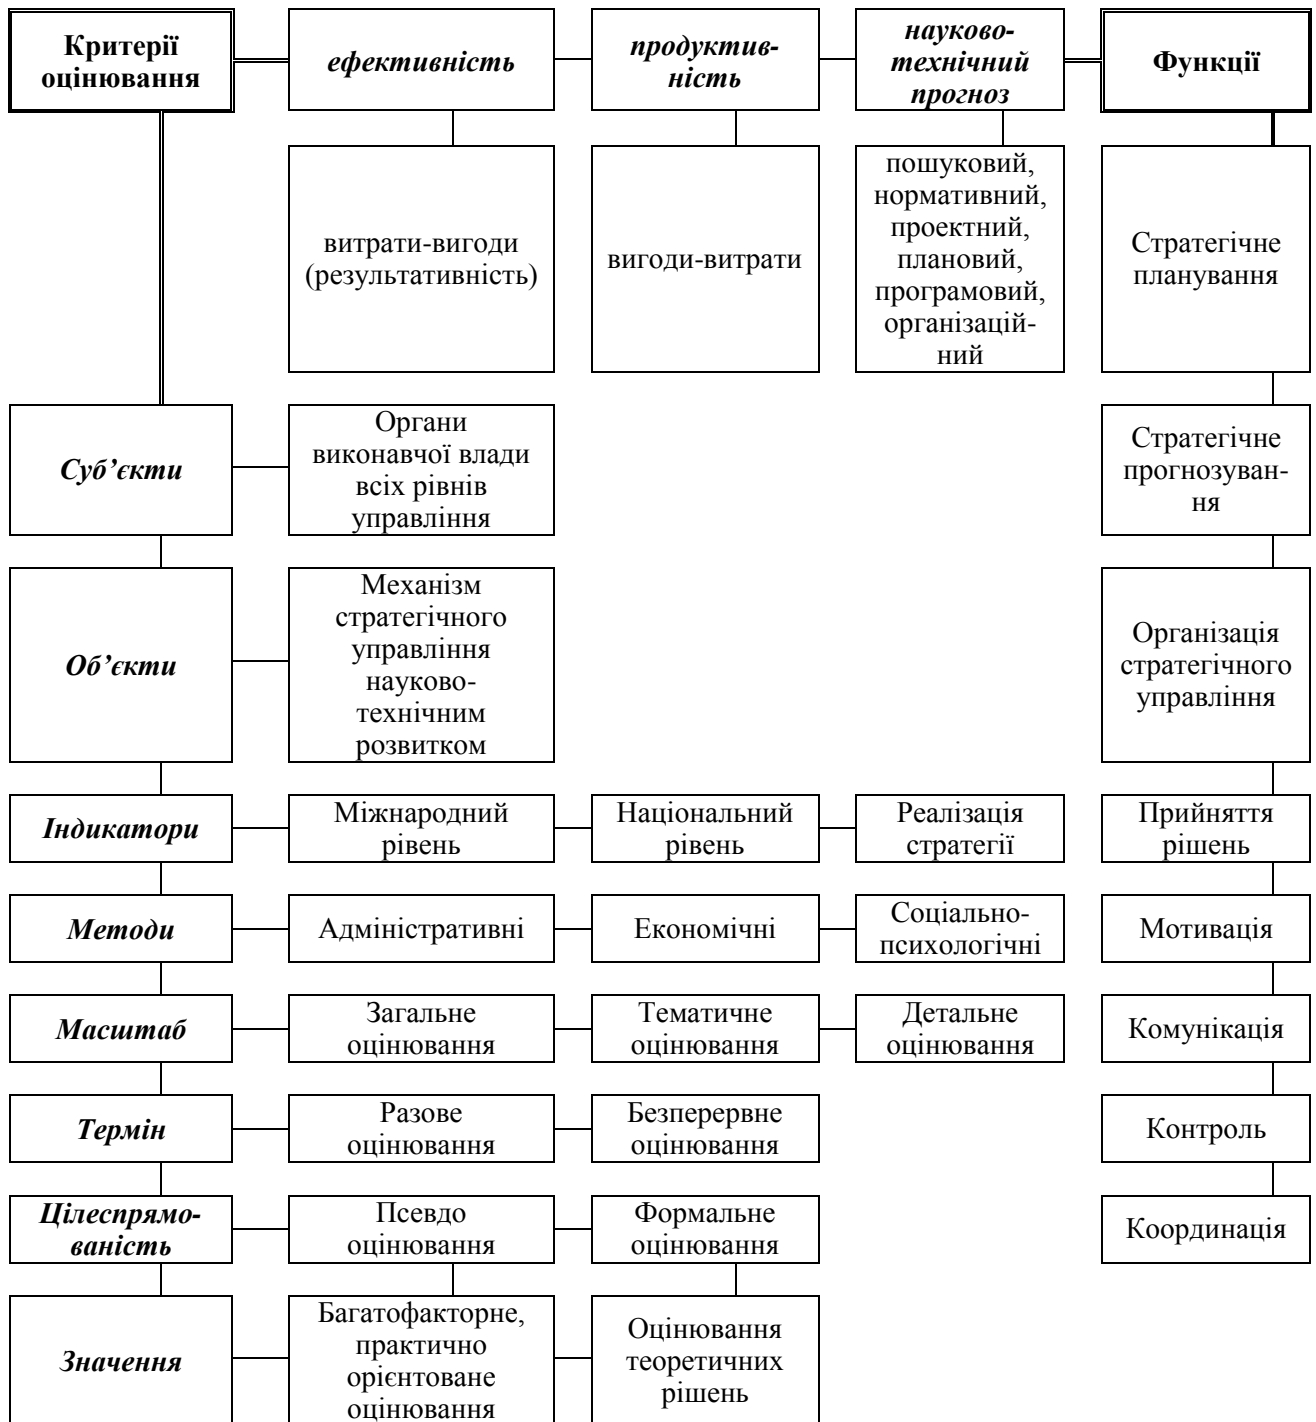 Критерії
оцінювання
ефективність
продуктив-
ність
науково-
технічний
прогноз
Функції
витрати-вигоди
(результативність)
вигоди-витрати
пошуковий,
нормативний,
проектний,
плановий,
програмовий,
організацій-
ний
Стратегічне
планування
Суб’єкти
Органи
виконавчої влади
всіх рівнів
управління
Стратегічне
прогнозуван-
ня
Об’єкти
Механізм
стратегічного
управління
науково-
технічним
розвитком
Організація
стратегічного
управління
Індикатори
Міжнародний
рівень
Національний
рівень
Реалізація
стратегії
Прийняття
рішень
Методи
Адміністративні
Економічні
Соціально-
психологічні
Мотивація
Масштаб
Загальне
оцінювання
Тематичне
оцінювання
Детальне
оцінювання
Комунікація
Термін
Разове
оцінювання
Безперервне
оцінювання
Контроль
Цілеспрямо-
ваність
Псевдо
оцінювання
Формальне
оцінювання
Координація
Значення
Багатофакторне,
практично
орієнтоване
оцінювання
Оцінювання
теоретичних
рішень